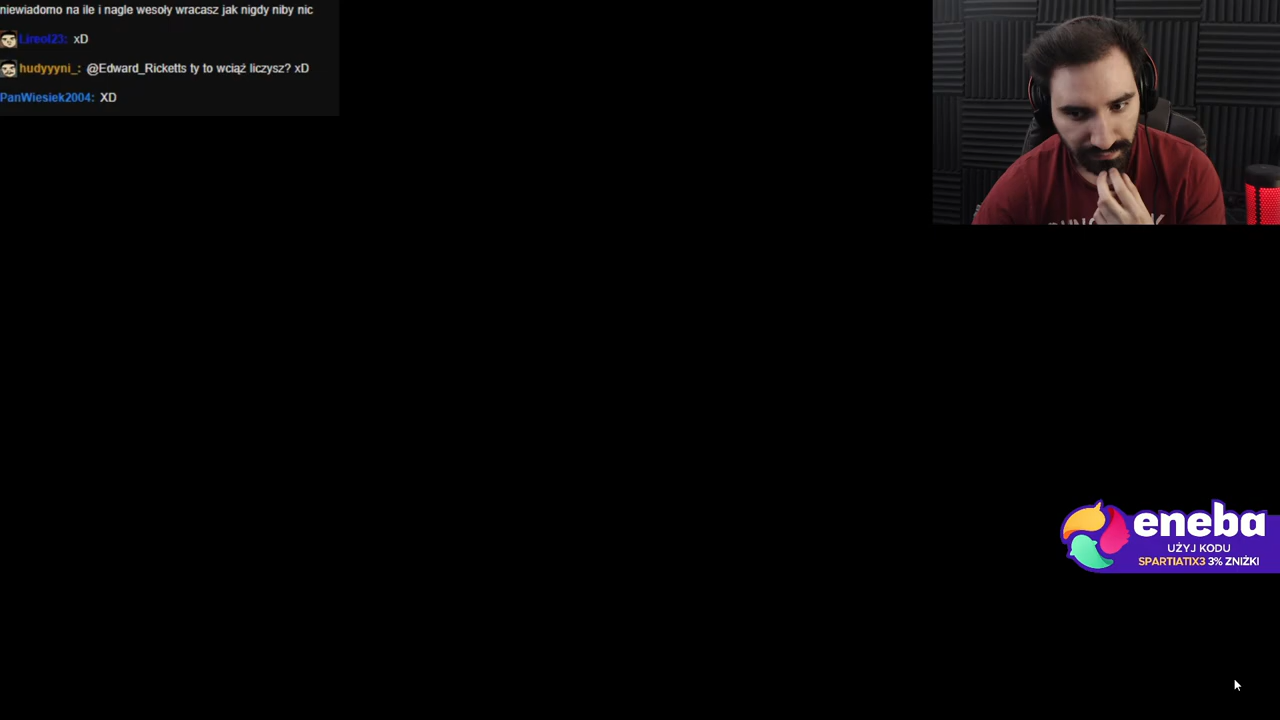 niewiadomo na ile i nagle wesoły wracasz jak nigdy niby nic
Lireol23: xD
hudyyyni_: @Edward_Ricketts ty to wciąż liczysz? xD
PanWiesiek2004: XD
eneba
UŻYJ KODU
SPARTIATIX3 3% ZNIŻKI